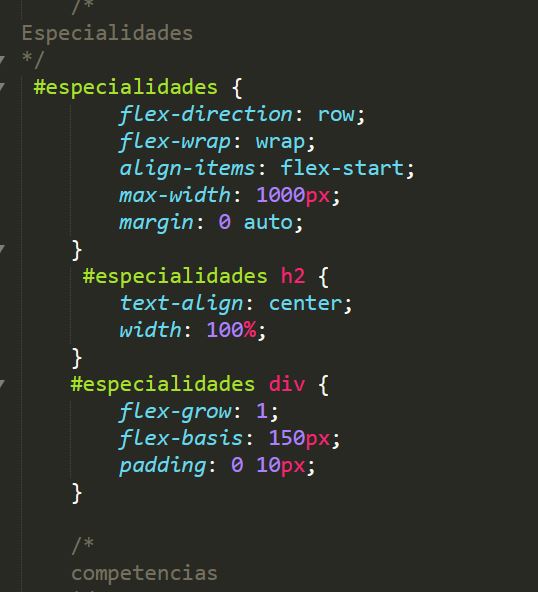 /*
Especialidades
*/
#especialidades {
flex-direction: row;
flex-wrap: wrap;
align-items: flex-start;
max-width: 1000px;
margin: 0 auto;
}
#especialidades h2 {
text-align: center;
width: 100%;
}
#especialidades div {
flex-grow: 1;
flex-basis: 150px;
padding: 0 10px;
}
/*
competencias